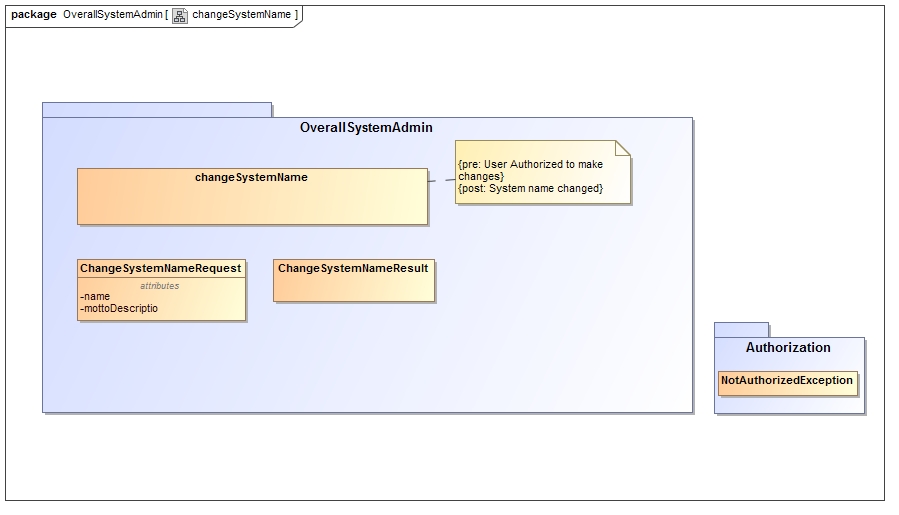 package OverallSystemAdmin [ changeSystemName ]
OverallSystemAdmin
changeSystemName
{pre: User Authorized to make
changes}
{post: System name changed}
ChangeSystemNameRequest
attributes
-name
-mottoDescriptio
ChangeSystemNameResult
Authorization
NotAuthorizedException